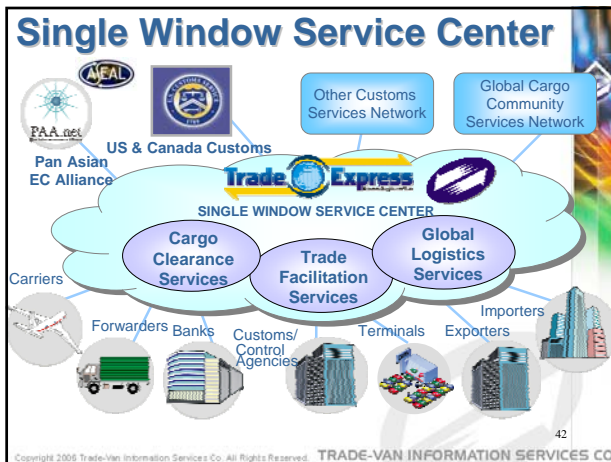 Single Window Service Center
ASEAL
PAA.net
Pan Asian
EC Alliance
US & Canada Customs
Other Customs
Services Network
Global Cargo
Community
Services Network
Trade Express
SINGLE WINDOW SERVICE CENTER
Cargo
Clearance
Services
Trade
Facilitation
Services
Global
Logistics
Services
Carriers
Forwarders
Banks
Customs/
Control
Agencies
Terminals
Exporters
Importers
42
Copyright 2006 Trade-Van Information Services Co. All Rights Reserved.
TRADE-VAN INFORMATION SERVICES CO